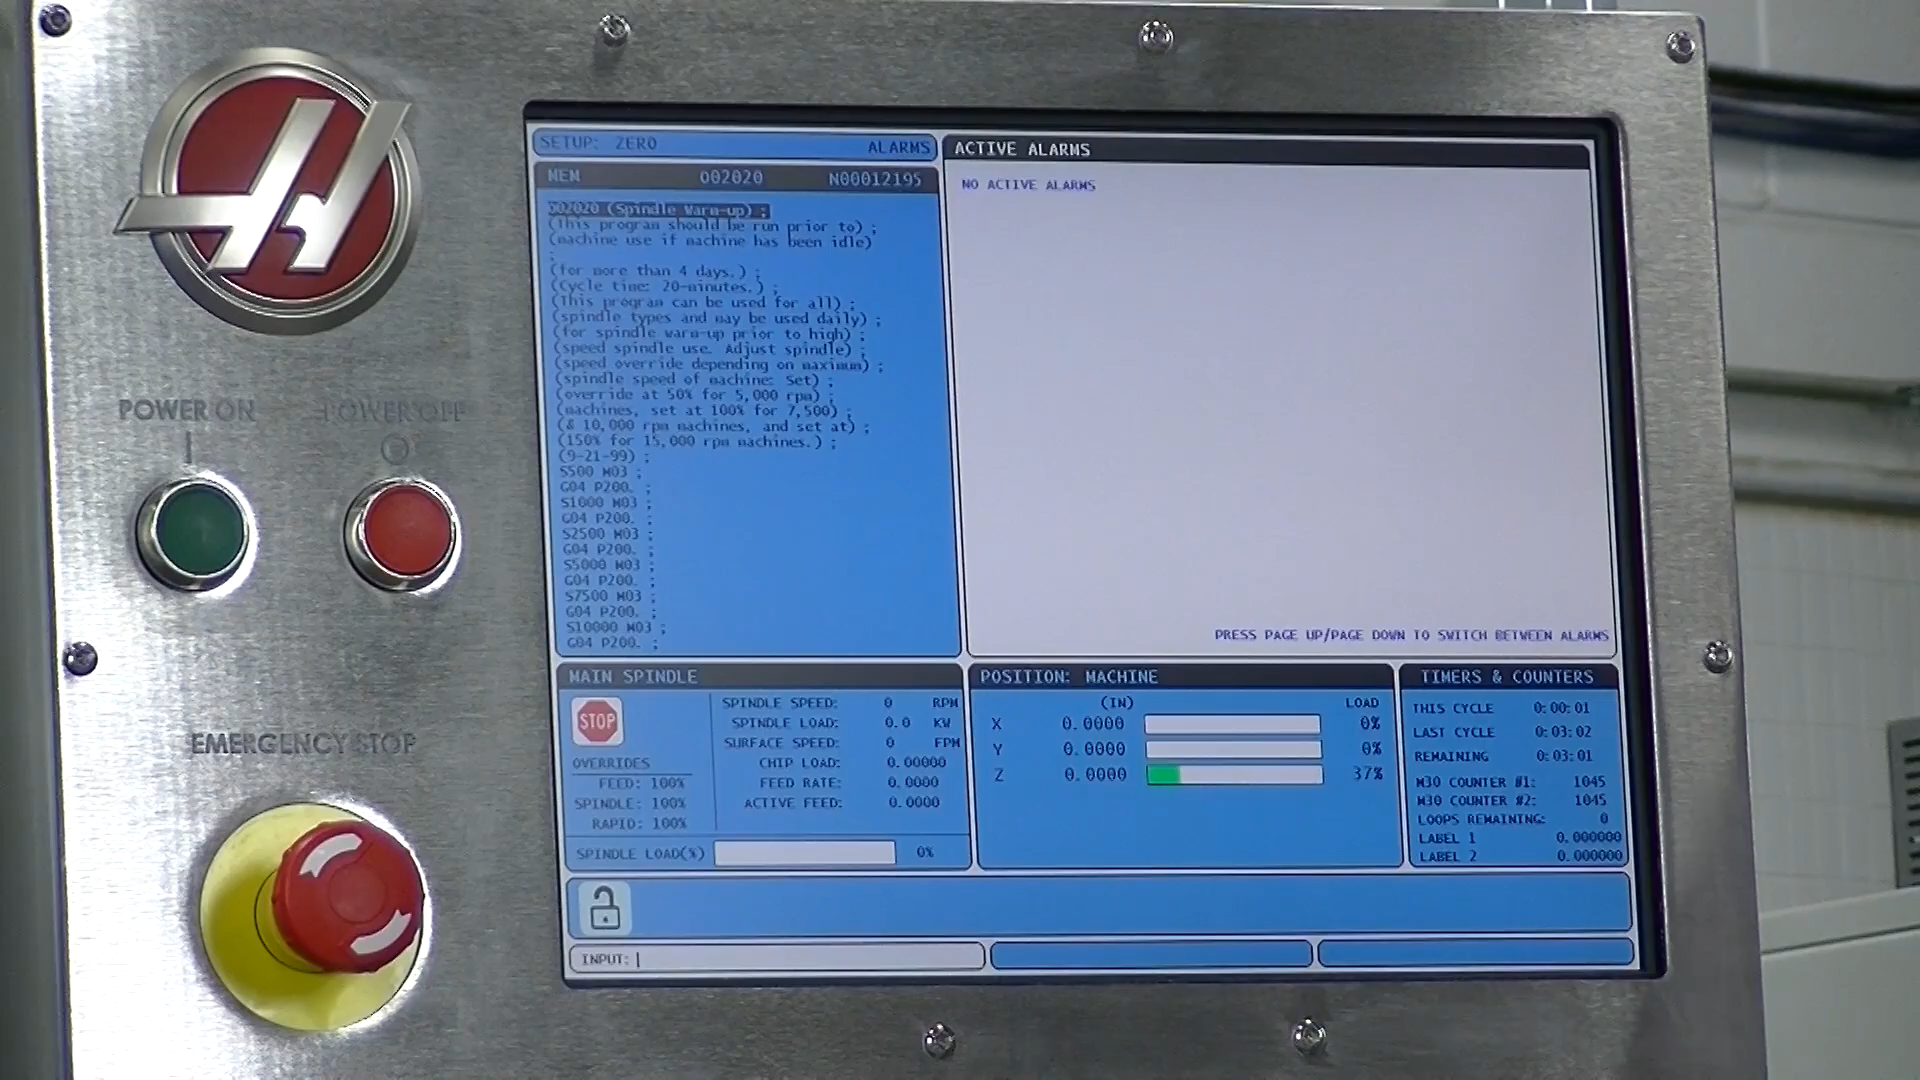 SETUP: ZERO ALARMS
MEM O02020 N00012195
O02020 (Spindle Warm-up) ;
(This program should be run prior to) ;
(machine use if machine has been idle)
;
(for more than 4 days.) ;
(Cycle time: 20-minutes.) ;
(This program can be used for all) ;
(spindle types and may be used daily) ;
(for spindle warm-up prior to high) ;
(speed spindle use. Adjust spindle) ;
(speed override depending on maximum) ;
(spindle speed of machine: Set) ;
(override at 50% for 5,000 rpm) ;
(machines, set at 100% for 7,500) ;
(& 10,000 rpm machines, and set at) ;
(150% for 15,000 rpm machines.) ;
(9-21-99) ;
S500 M03 ;
G04 P200. ;
S1000 M03 ;
G04 P200. ;
S2500 M03 ;
G04 P200. ;
S5000 M03 ;
G04 P200. ;
S7500 M03 ;
G04 P200. ;
S10000 M03 ;
G04 P200. ;
ACTIVE ALARMS
NO ACTIVE ALARMS
PRESS PAGE UP/PAGE DOWN TO SWITCH BETWEEN ALARMS
POWER ON
POWER OFF
EMERGENCY STOP
MAIN SPINDLE
STOP
OVERRIDES
FEED: 100%
SPINDLE: 100%
RAPID: 100%
SPINDLE SPEED: 0 RPM
SPINDLE LOAD: 0.0 KW
SURFACE SPEED: 0 FPM
CHIP LOAD: 0.00000
FEED RATE: 0.0000
ACTIVE FEED: 0.0000
SPINDLE LOAD(%) 0%
POSITION: MACHINE
(IN) LOAD
X 0.0000 0%
Y 0.0000 0%
Z 0.0000 37%
TIMERS & COUNTERS
THIS CYCLE 0:00:01
LAST CYCLE 0:03:02
REMAINING 0:03:01
M30 COUNTER #1: 1045
M30 COUNTER #2: 1045
LOOPS REMAINING: 0
LABEL 1 0.000000
LABEL 2 0.000000
INPUT: